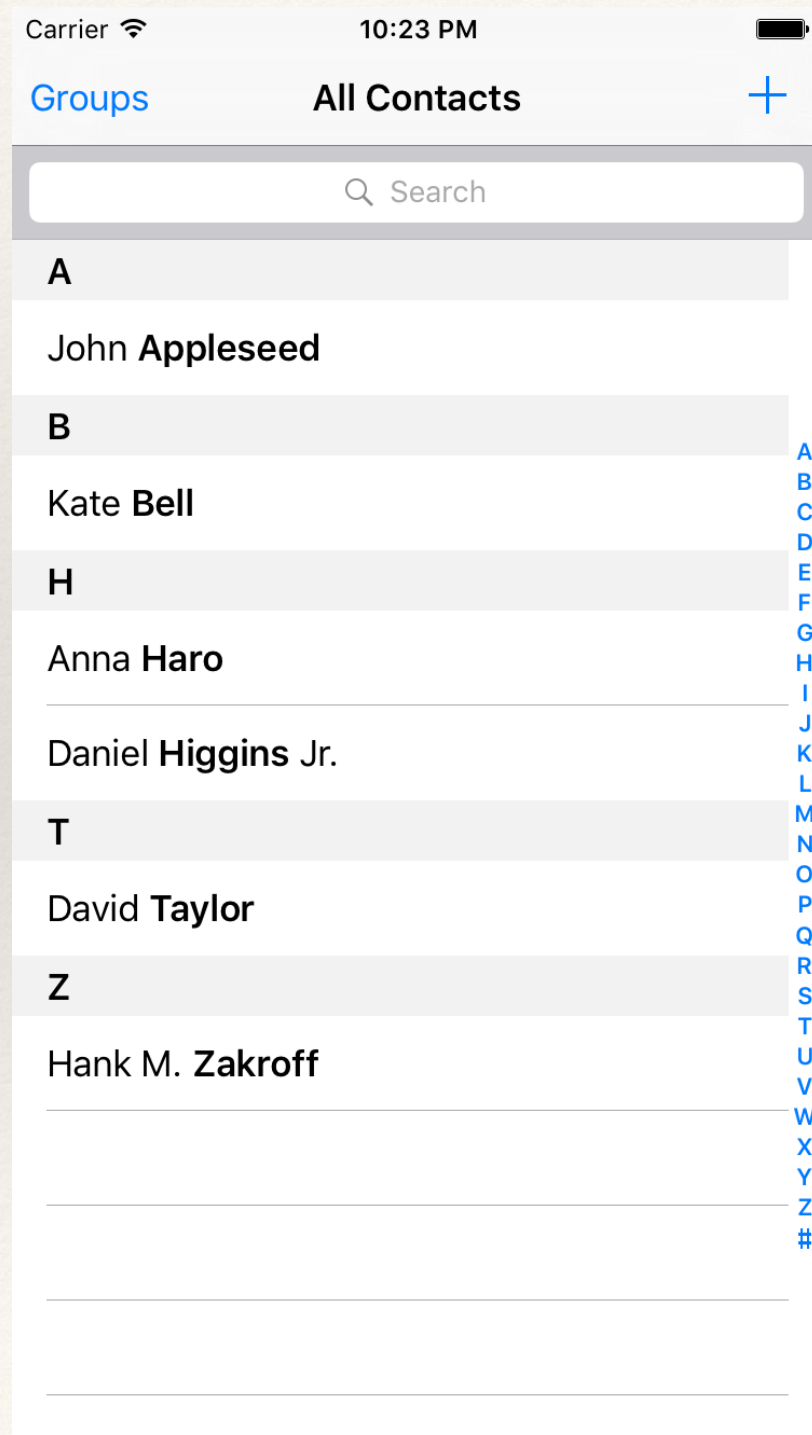 Carrier 10:23 PM
Groups All Contacts +
Search
A
John Appleseed
B
Kate Bell
H
Anna Haro
Daniel Higgins Jr.
T
David Taylor
Z
Hank M. Zakroff
A
B
C
D
E
F
G
H
I
J
K
L
M
N
O
P
Q
R
S
T
U
V
W
X
Y
Z
#